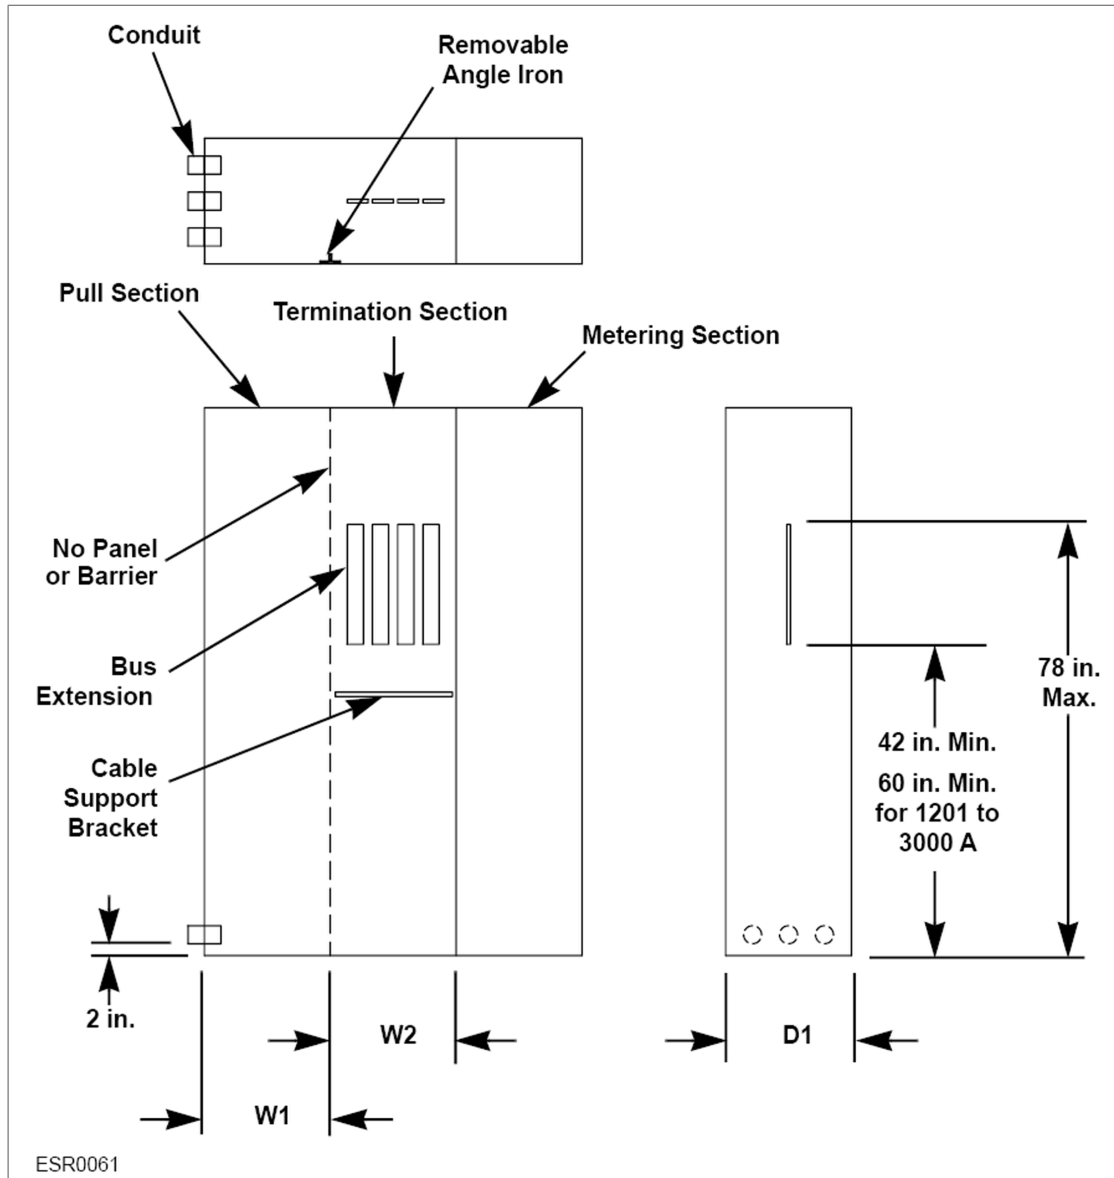 Conduit
Removable
Angle Iron
Pull Section
Termination Section
Metering Section
No Panel
or Barrier
Bus
Extension
Cable
Support
Bracket
78 in.
Max.
42 in. Min.
60 in. Min.
for 1201 to
3000 A
2 in.
W2
D1
W1
ESR0061